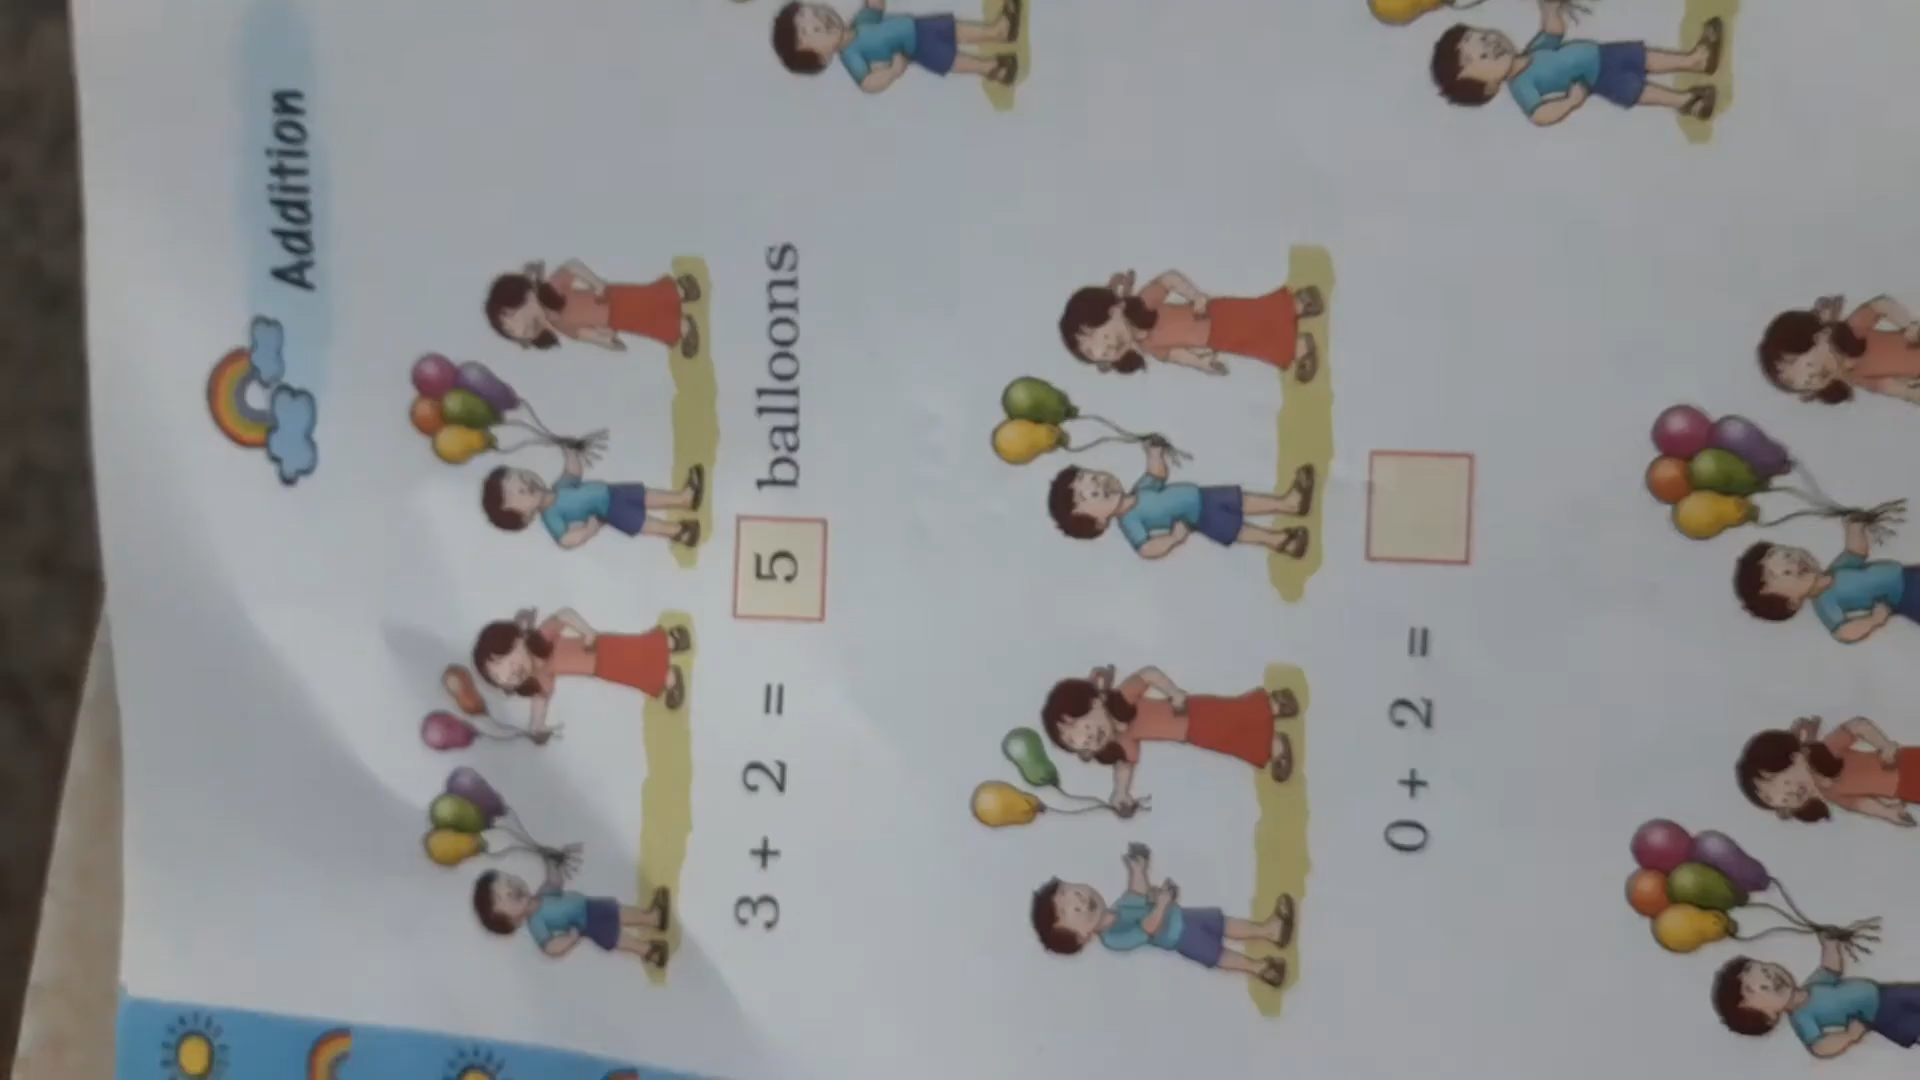 Addition
3 + 2 = 5 balloons
0 + 2 =